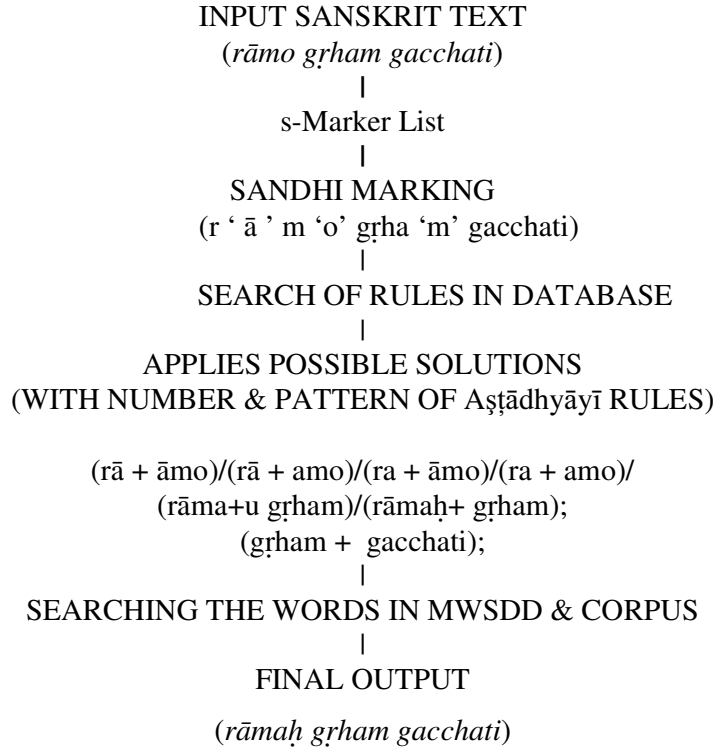 INPUT SANSKRIT TEXT
(rāmo gṛham gacchati)
|
s-Marker List
|
SANDHI MARKING
(r ‘ ā ’ m ‘o’ gṛha ‘m’ gacchati)
|
SEARCH OF RULES IN DATABASE
|
APPLIES POSSIBLE SOLUTIONS
(WITH NUMBER & PATTERN OF Aṣṭādhyāyī RULES)
(rā + āmo)/(rā + amo)/(ra + āmo)/(ra + amo)/
(rāma+u gṛham)/(rāmaḥ+ gṛham);
(gṛham + gacchati);
|
SEARCHING THE WORDS IN MWSDD & CORPUS
|
FINAL OUTPUT
(rāmaḥ gṛham gacchati)